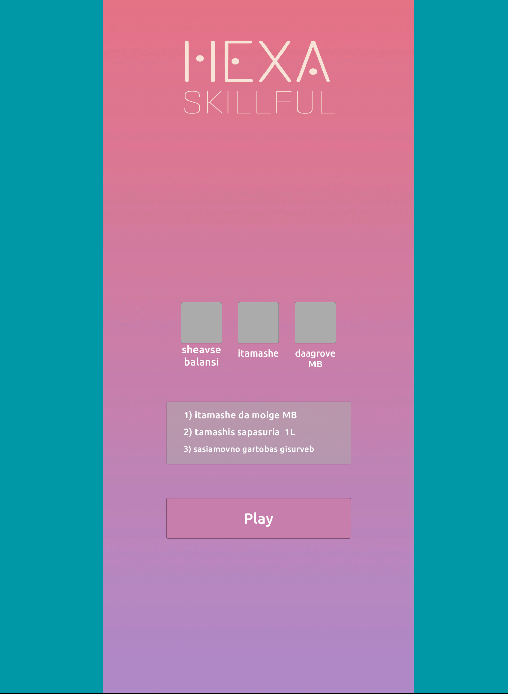 HEXA
SKILLFUL
sheavse
balansi
itamashe
daagrove
MB
1) itamashe da moige MB
2) tamashis sapasuria 1L
3) sasiamovno gartobas gisurveb
Play